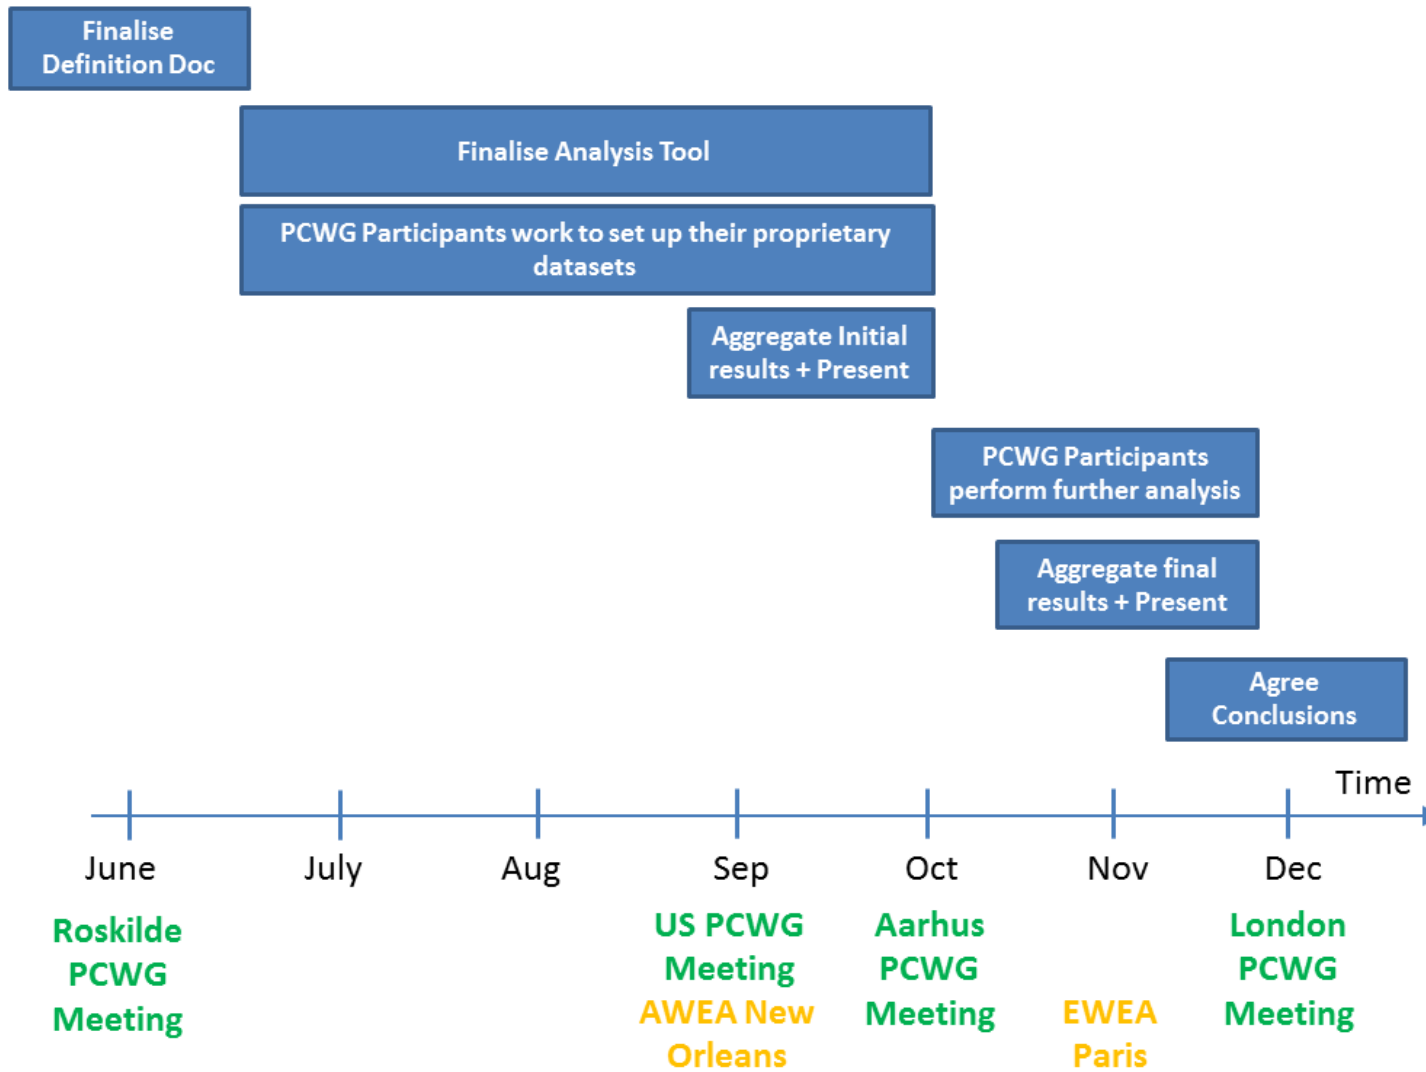 Finalise
Definition Doc
Finalise Analysis Tool
PCWG Participants work to set up their proprietary
datasets
Aggregate Initial
results + Present
PCWG Participants
perform further analysis
Aggregate final
results + Present
Agree
Conclusions
Time
June
July
Aug
Sep
Oct
Nov
Dec
Roskilde
PCWG
Meeting
US PCWG
Meeting
AWEA New
Orleans
Aarhus
PCWG
Meeting
EWEA
Paris
London
PCWG
Meeting